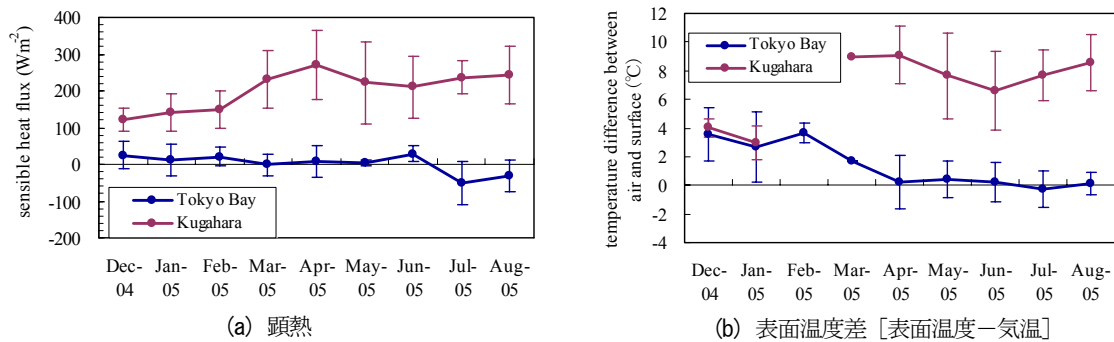 sensible heat flux (Wm-2)
400
300
200
100
0
-100
-200
Tokyo Bay
Kugahara
Dec-04
Jan-05
Feb-05
Mar-05
Apr-05
May-05
Jun-05
Jul-05
Aug-05
(a) 顕熱
temperature difference between
air and surface (℃)
12
10
8
6
4
2
0
-2
-4
Tokyo Bay
Kugahara
Dec-04
Jan-05
Feb-05
Mar-05
Apr-05
May-05
Jun-05
Jul-05
Aug-05
(b) 表面温度差 [表面温度−気温]